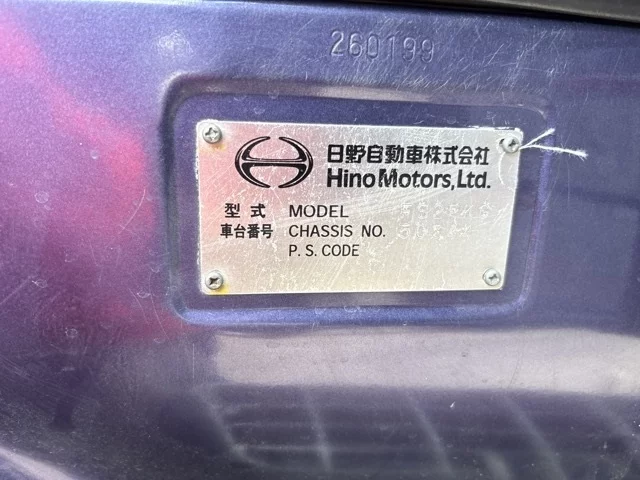 260199
日野自動車株式会社
Hino Motors, Ltd.
型式 MODEL
車台番号 CHASSIS NO.
P.S. CODE